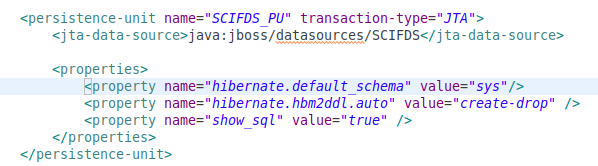 <persistence-unit name="SCIFDS_PU" transaction-type="JTA">
<jta-data-source>java:jboss/datasources/SCIFDS</jta-data-source>
<properties>
<property name="hibernate.default_schema" value="sys"/>
<property name="hibernate.hbm2ddl.auto" value="create-drop" />
<property name="show_sql" value="true" />
</properties>
</persistence-unit>